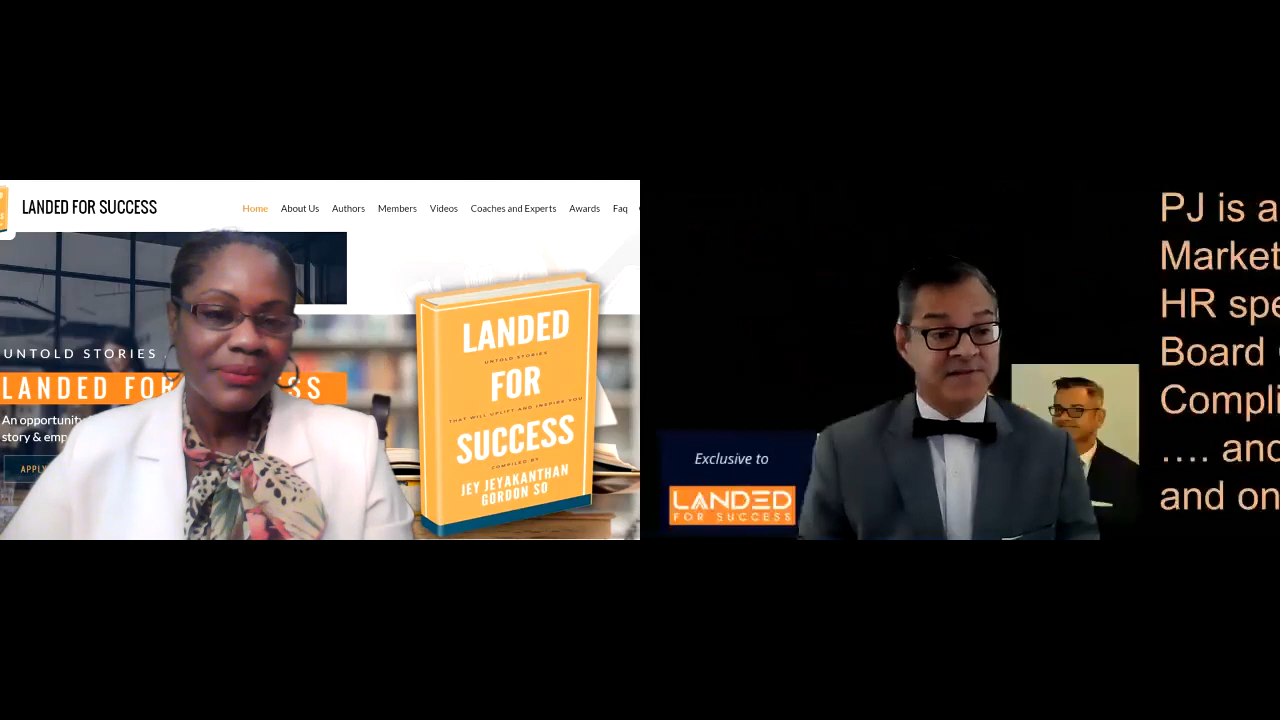 LANDED FOR SUCCESS
Home About Us Authors Members Videos Coaches and Experts Awards Faq
UNTOLD STORIES
LANDED FOR
An opportunity
story & emp
APPLY
LANDED
UNTOLD STORIES
FOR
THAT WILL UPLIFT AND INSPIRE YOU
SUCCESS
COMPILED BY
JEY JEYAKANTHAN
GORDON SO
Exclusive to
LANDED
FOR SUCCESS
PJ is a
Market
HR spe
Board
Compli
.... and
and on